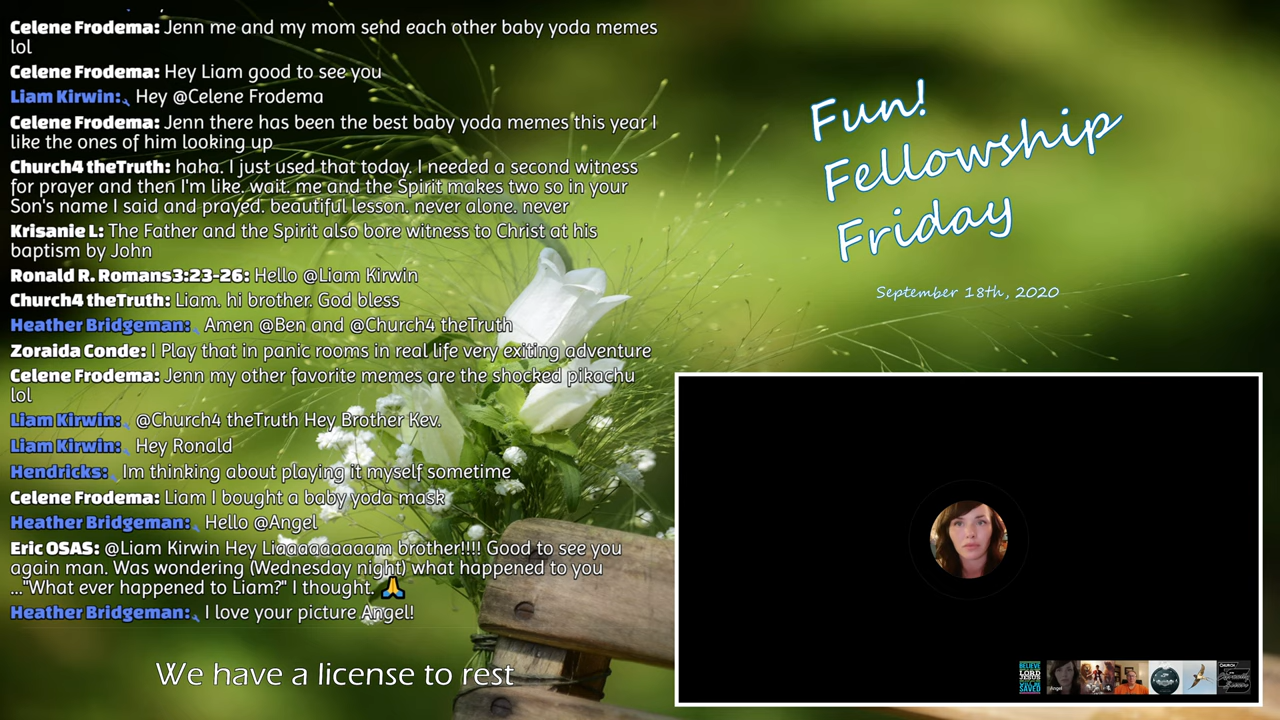 Celene Frodema: Jenn me and my mom send each other baby yoda memes
lol
Celene Frodema: Hey Liam good to see you
Liam Kirwin: Hey @Celene Frodema
Celene Frodema: Jenn there has been the best baby yoda memes this year I
like the ones of him looking up
Church4 theTruth: haha. I just used that today. I needed a second witness
for prayer and then I'm like. wait. me and the Spirit makes two so in your
Son's name I said and prayed. beautiful lesson. never alone. never
Krisanie L: The Father and the Spirit also bore witness to Christ at his
baptism by John
Ronald R. Romans3:23-26: Hello @Liam Kirwin
Church4 theTruth: Liam. hi brother. God bless
Heather Bridgeman: Amen @Ben and @Church4 theTruth
Zoraida Conde: I Play that in panic rooms in real life very exiting adventure
Celene Frodema: Jenn my other favorite memes are the shocked pikachu
lol
Liam Kirwin: @Church4 theTruth Hey Brother Kev.
Liam Kirwin: Hey Ronald
Hendricks: Im thinking about playing it myself sometime
Celene Frodema: Liam I bought a baby yoda mask
Heather Bridgeman: Hello @Angel
Eric OSAS: @Liam Kirwin Hey Liaaaaaaaaam brother!!!! Good to see you
again man. Was wondering (Wednesday night) what happened to you
..."What ever happened to Liam?" I thought. 🙏
Heather Bridgeman: I love your picture Angel!
We have a license to rest
Fun!
Fellowship
Friday
September 18th, 2020
BELIEVE
LORD
JESUS
WILL BE
SAVED
Angel
CHURCH